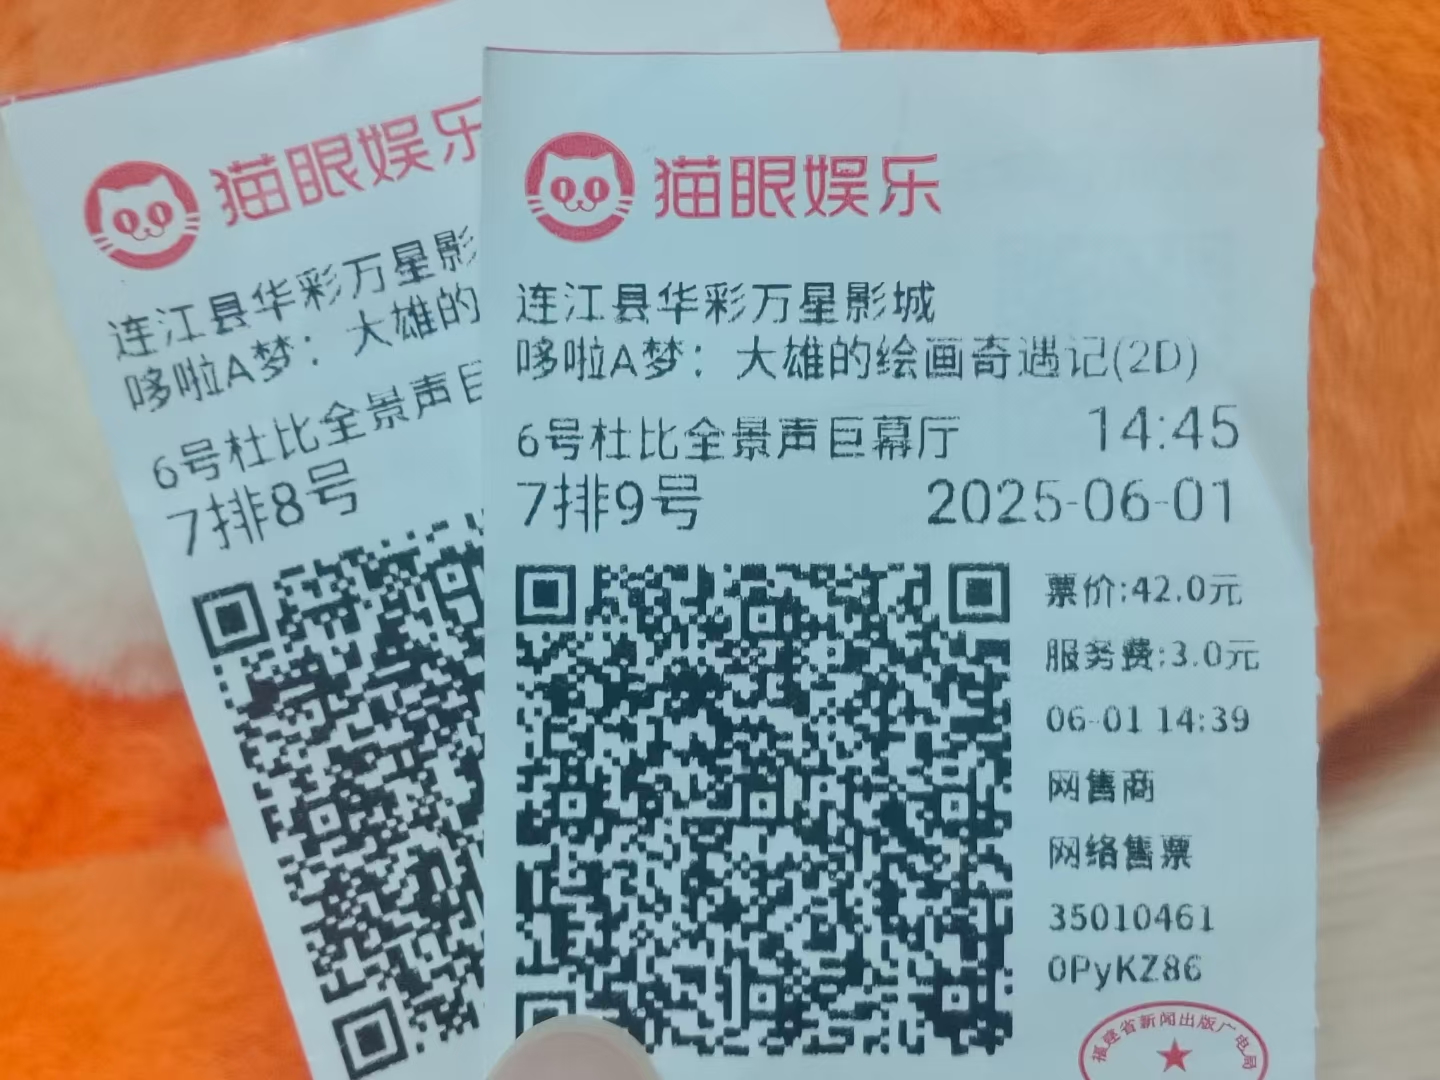 猫眼娱乐
连江县华彩万星影
哆啦A梦：大雄的
6号杜比全景声巨
7排8号
猫眼娱乐
连江县华彩万星影城
哆啦A梦：大雄的绘画奇遇记(2D)
6号杜比全景声巨幕厅 14:45
7排9号 2025-06-01
票价:42.0元
服务费:3.0元
06-01 14:39
网售商
网络售票
35010461
0PyKZ86
福建省新闻出版广电局